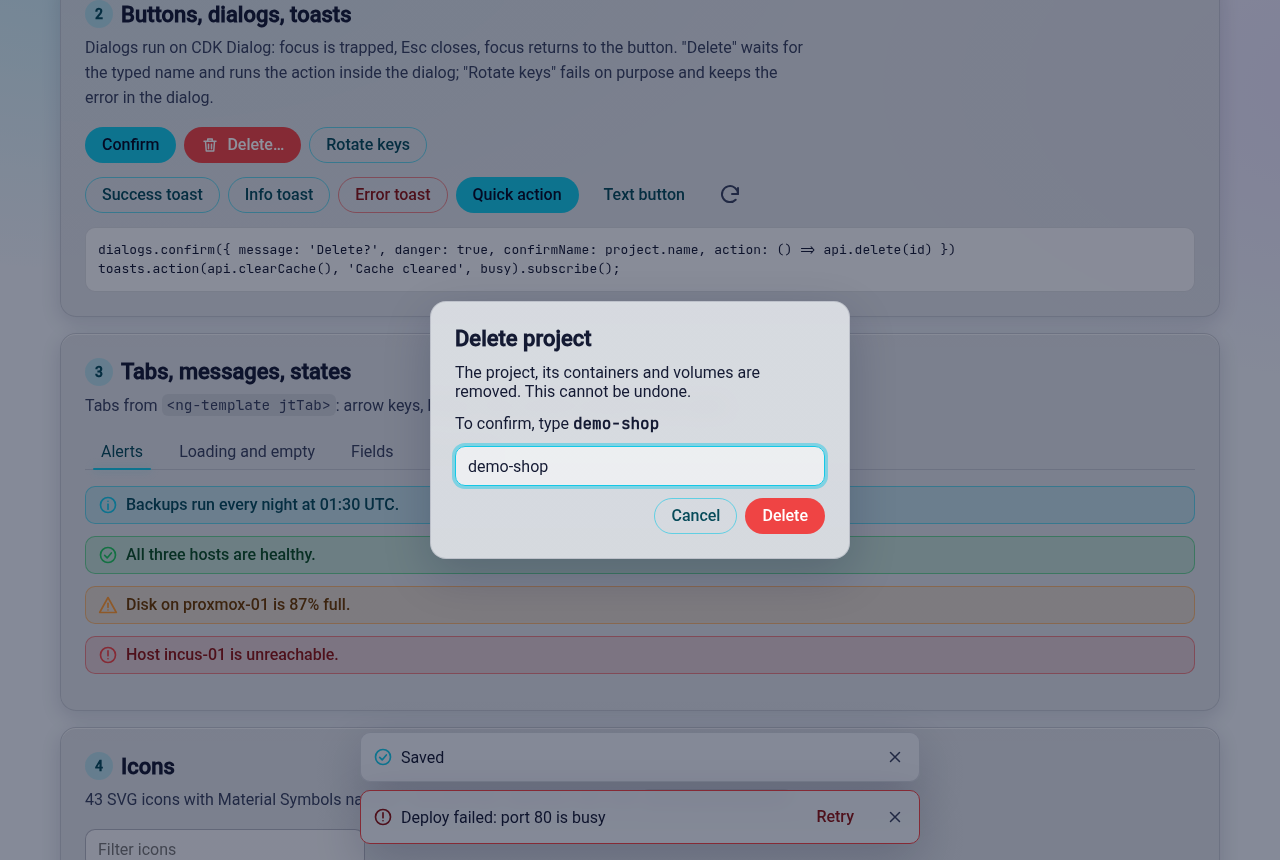 2 Buttons, dialogs, toasts
Dialogs run on CDK Dialog: focus is trapped, Esc closes, focus returns to the button. "Delete" waits for
the typed name and runs the action inside the dialog; "Rotate keys" fails on purpose and keeps the
error in the dialog.
Confirm Delete… Rotate keys
Success toast Info toast Error toast Quick action Text button
dialogs.confirm({ message: 'Delete?', danger: true, confirmName: project.name, action: () => api.delete(id) })
toasts.action(api.clearCache(), 'Cache cleared', busy).subscribe();
Delete project
The project, its containers and volumes are
removed. This cannot be undone.
To confirm, type demo-shop
demo-shop
Cancel Delete
3 Tabs, messages, states
Tabs from <ng-template jtTab>: arrow keys,
Alerts Loading and empty Fields
Backups run every night at 01:30 UTC.
All three hosts are healthy.
Disk on proxmox-01 is 87% full.
Host incus-01 is unreachable.
4 Icons
43 SVG icons with Material Symbols
Filter icons
Saved
Deploy failed: port 80 is busy Retry